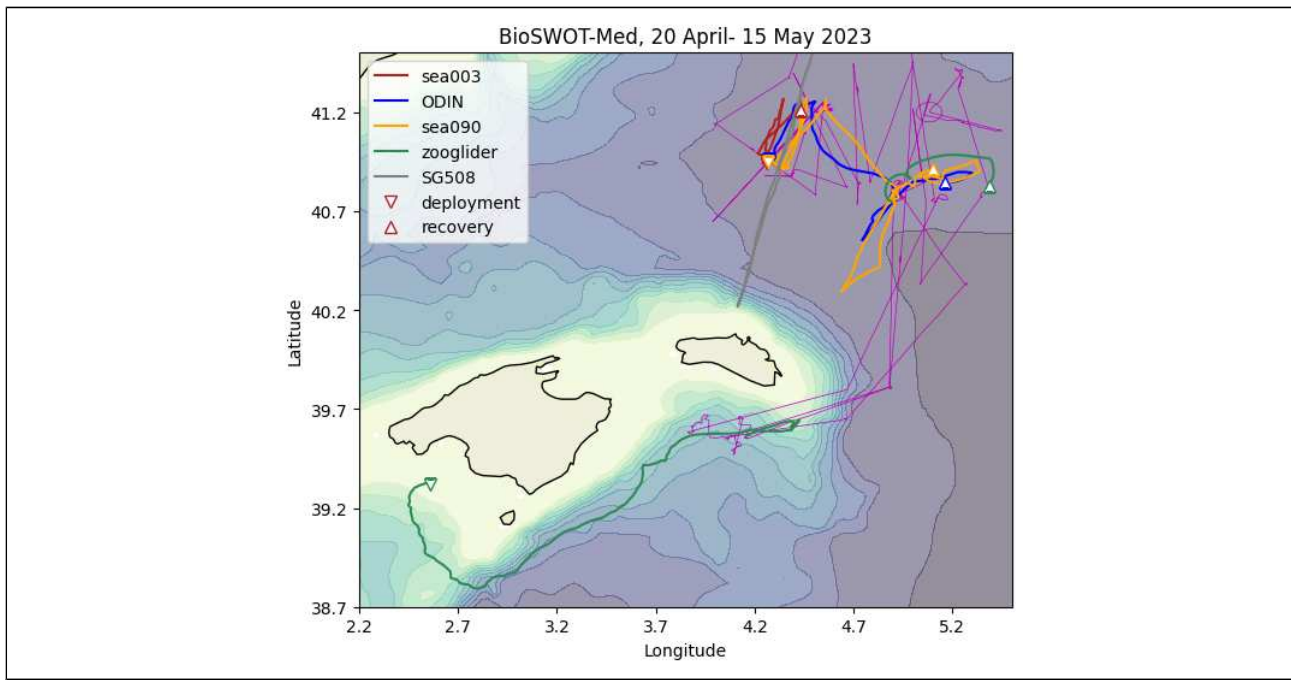 BioSWOT-Med, 20 April- 15 May 2023
sea003
ODIN
sea090
zooglider
SG508
deployment
recovery
41.2
40.7
40.2
39.7
39.2
38.7
Latitude
2.2 2.7 3.2 3.7 4.2 4.7 5.2
Longitude